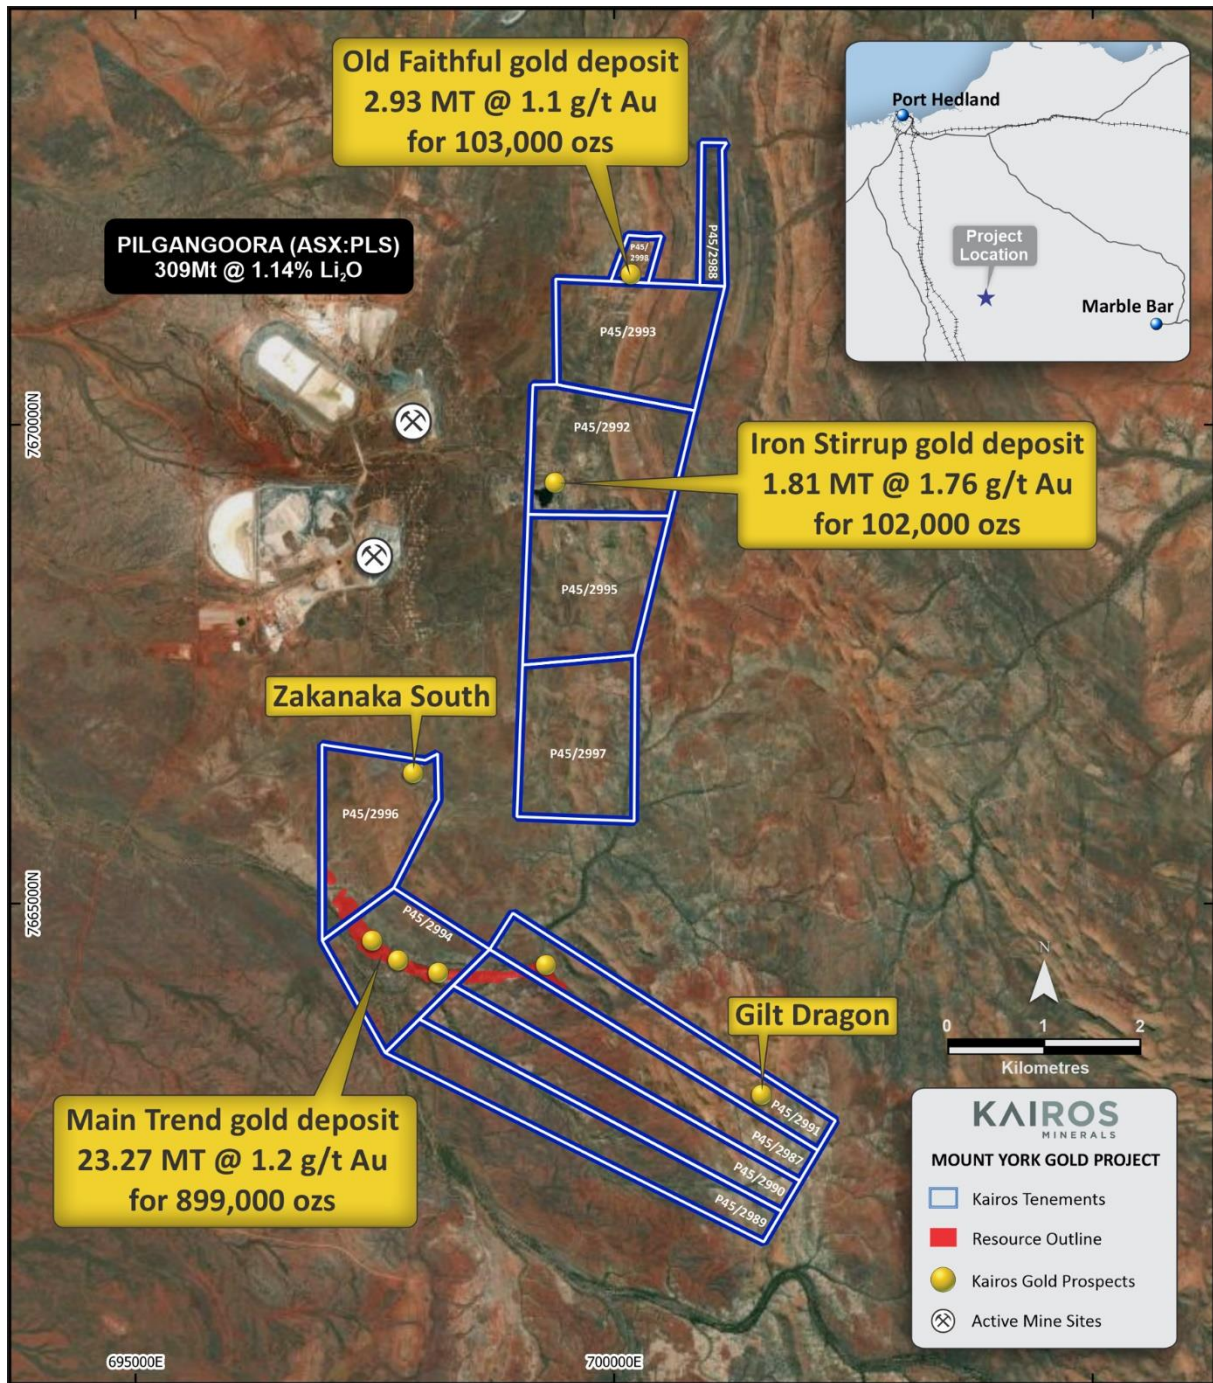 Old Faithful gold deposit
2.93 MT @ 1.1 g/t Au
for 103,000 ozs
PILGANGOORA (ASX:PLS)
309Mt @ 1.14% Li₂O
Port Hedland
Project
Location
Marble Bar
P45/2988
P45/
2998
P45/2993
7670000N
P45/2992
Iron Stirrup gold deposit
1.81 MT @ 1.76 g/t Au
for 102,000 ozs
P45/2995
Zakanaka South
P45/2997
P45/2996
7665000N
P45/2994
Gilt Dragon
N
0 1 2
Kilometres
P45/2991
P45/2987
P45/2990
P45/2989
Main Trend gold deposit
23.27 MT @ 1.2 g/t Au
for 899,000 ozs
KAIROS
MINERALS
MOUNT YORK GOLD PROJECT
Kairos Tenements
Resource Outline
Kairos Gold Prospects
Active Mine Sites
695000E
700000E